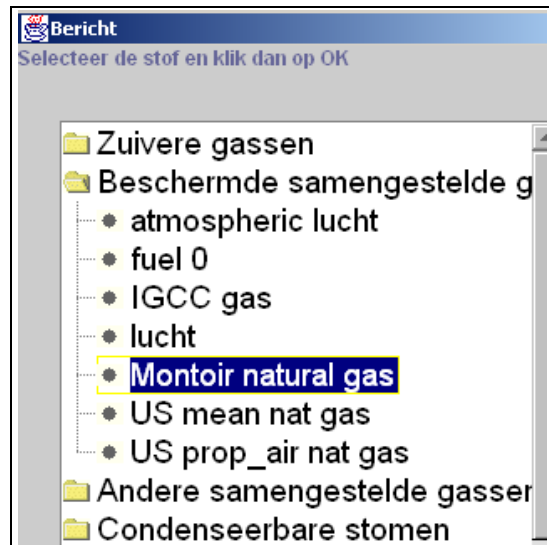 Bericht
Selecteer de stof en klik dan op OK
Zuivere gassen
Beschermde samengestelde g
atmospheric lucht
fuel 0
IGCC gas
lucht
Montoir natural gas
US mean nat gas
US prop_air nat gas
Andere samengestelde gasser
Condenseerbare stomen